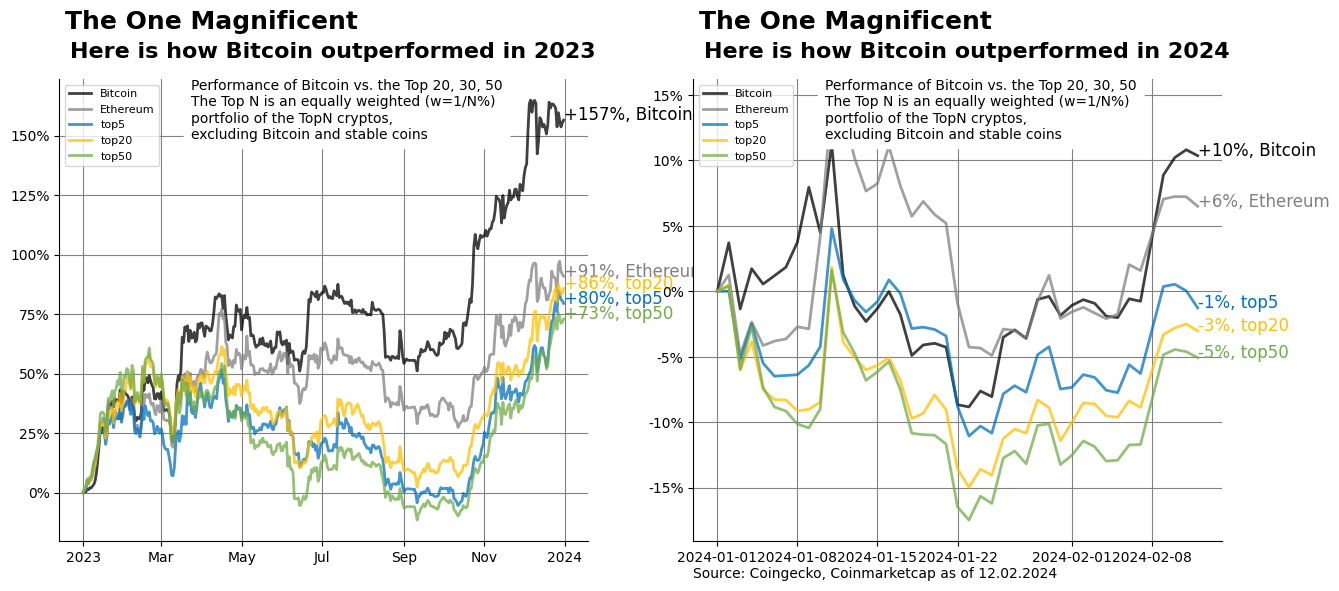 The One Magnificent
Here is how Bitcoin outperformed in 2023
Performance of Bitcoin vs. the Top 20, 30, 50
The Top N is an equally weighted (w=1/N%)
portfolio of the TopN cryptos,
excluding Bitcoin and stable coins
Bitcoin
Ethereum
top5
top20
top50
150%
125%
100%
75%
50%
25%
0%
+157%, Bitcoin
+91%, Ethereum
+86%, top20
+80%, top5
+73%, top50
2023
Mar
May
Jul
Sep
Nov
2024
The One Magnificent
Here is how Bitcoin outperformed in 2024
Performance of Bitcoin vs. the Top 20, 30, 50
The Top N is an equally weighted (w=1/N%)
portfolio of the TopN cryptos,
excluding Bitcoin and stable coins
Bitcoin
Ethereum
top5
top20
top50
15%
10%
5%
0%
-5%
-10%
-15%
+10%, Bitcoin
+6%, Ethereum
-1%, top5
-3%, top20
-5%, top50
2024-01-01
2024-01-08
2024-01-15
2024-01-22
2024-02-01
2024-02-08
Source: Coingecko, Coinmarketcap as of 12.02.2024